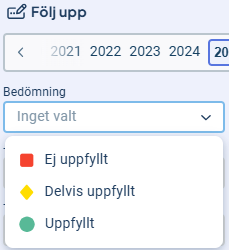 Följ upp
2021 2022 2023 2024 20
Bedömning
Inget valt
Ej uppfyllt
Delvis uppfyllt
Uppfyllt